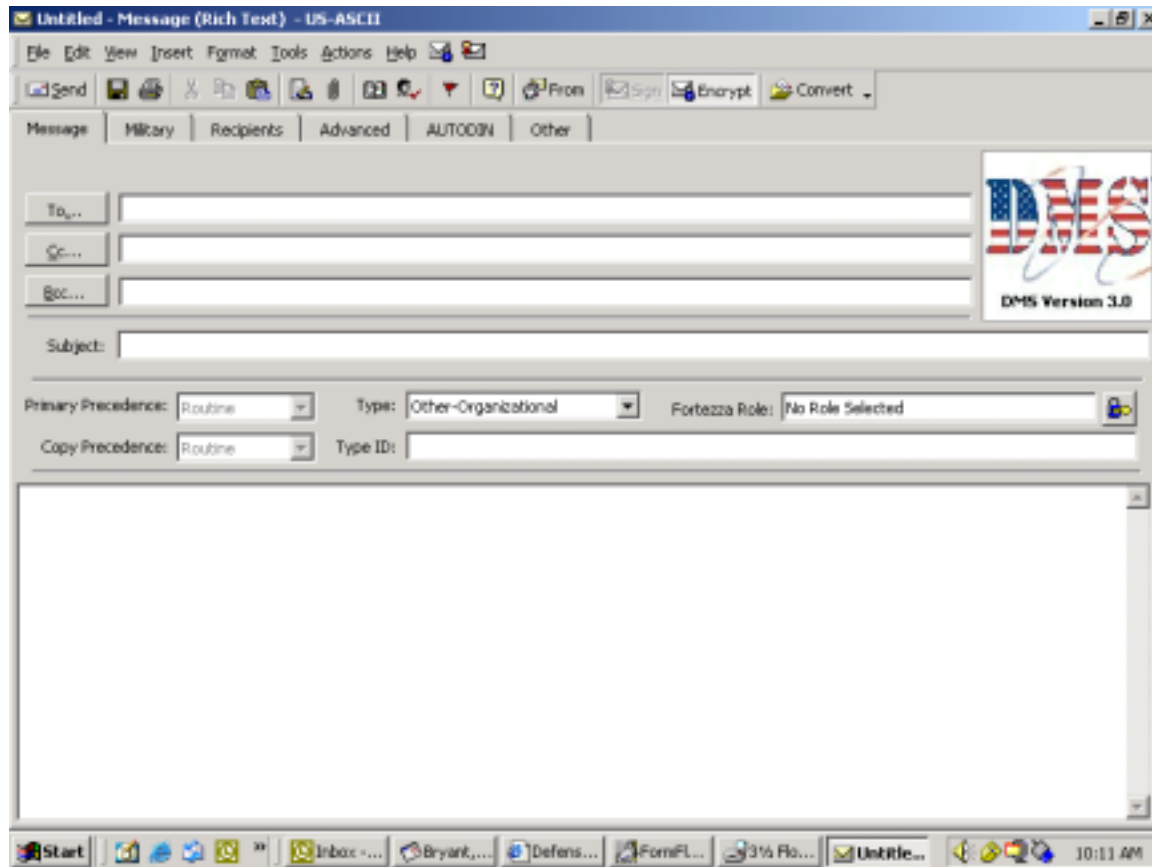 Untitled - Message (Rich Text) - US-ASCII
File Edit View Insert Format Tools Actions Help
Send From Sign Encrypt Convert
Message Military Recipients Advanced AUTODIN Other
To...
Cc...
Bcc...
DMS
DMS Version 3.0
Subject:
Primary Precedence: Routine Type: Other-Organizational Fortezza Role: No Role Selected
Copy Precedence: Routine Type ID:
Start Inbox -... Bryant,... Defens... FormFl... 3½ Flo... Untitle... 10:11 AM